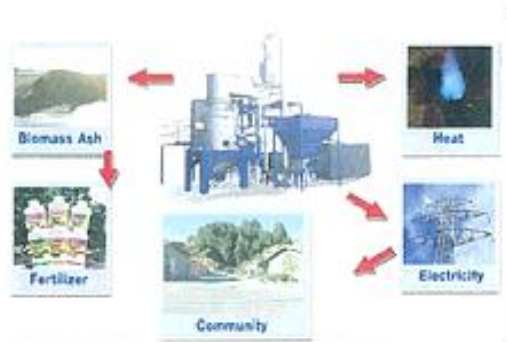 Biomass Ash
Heat
Fertilizer
Electricity
Community